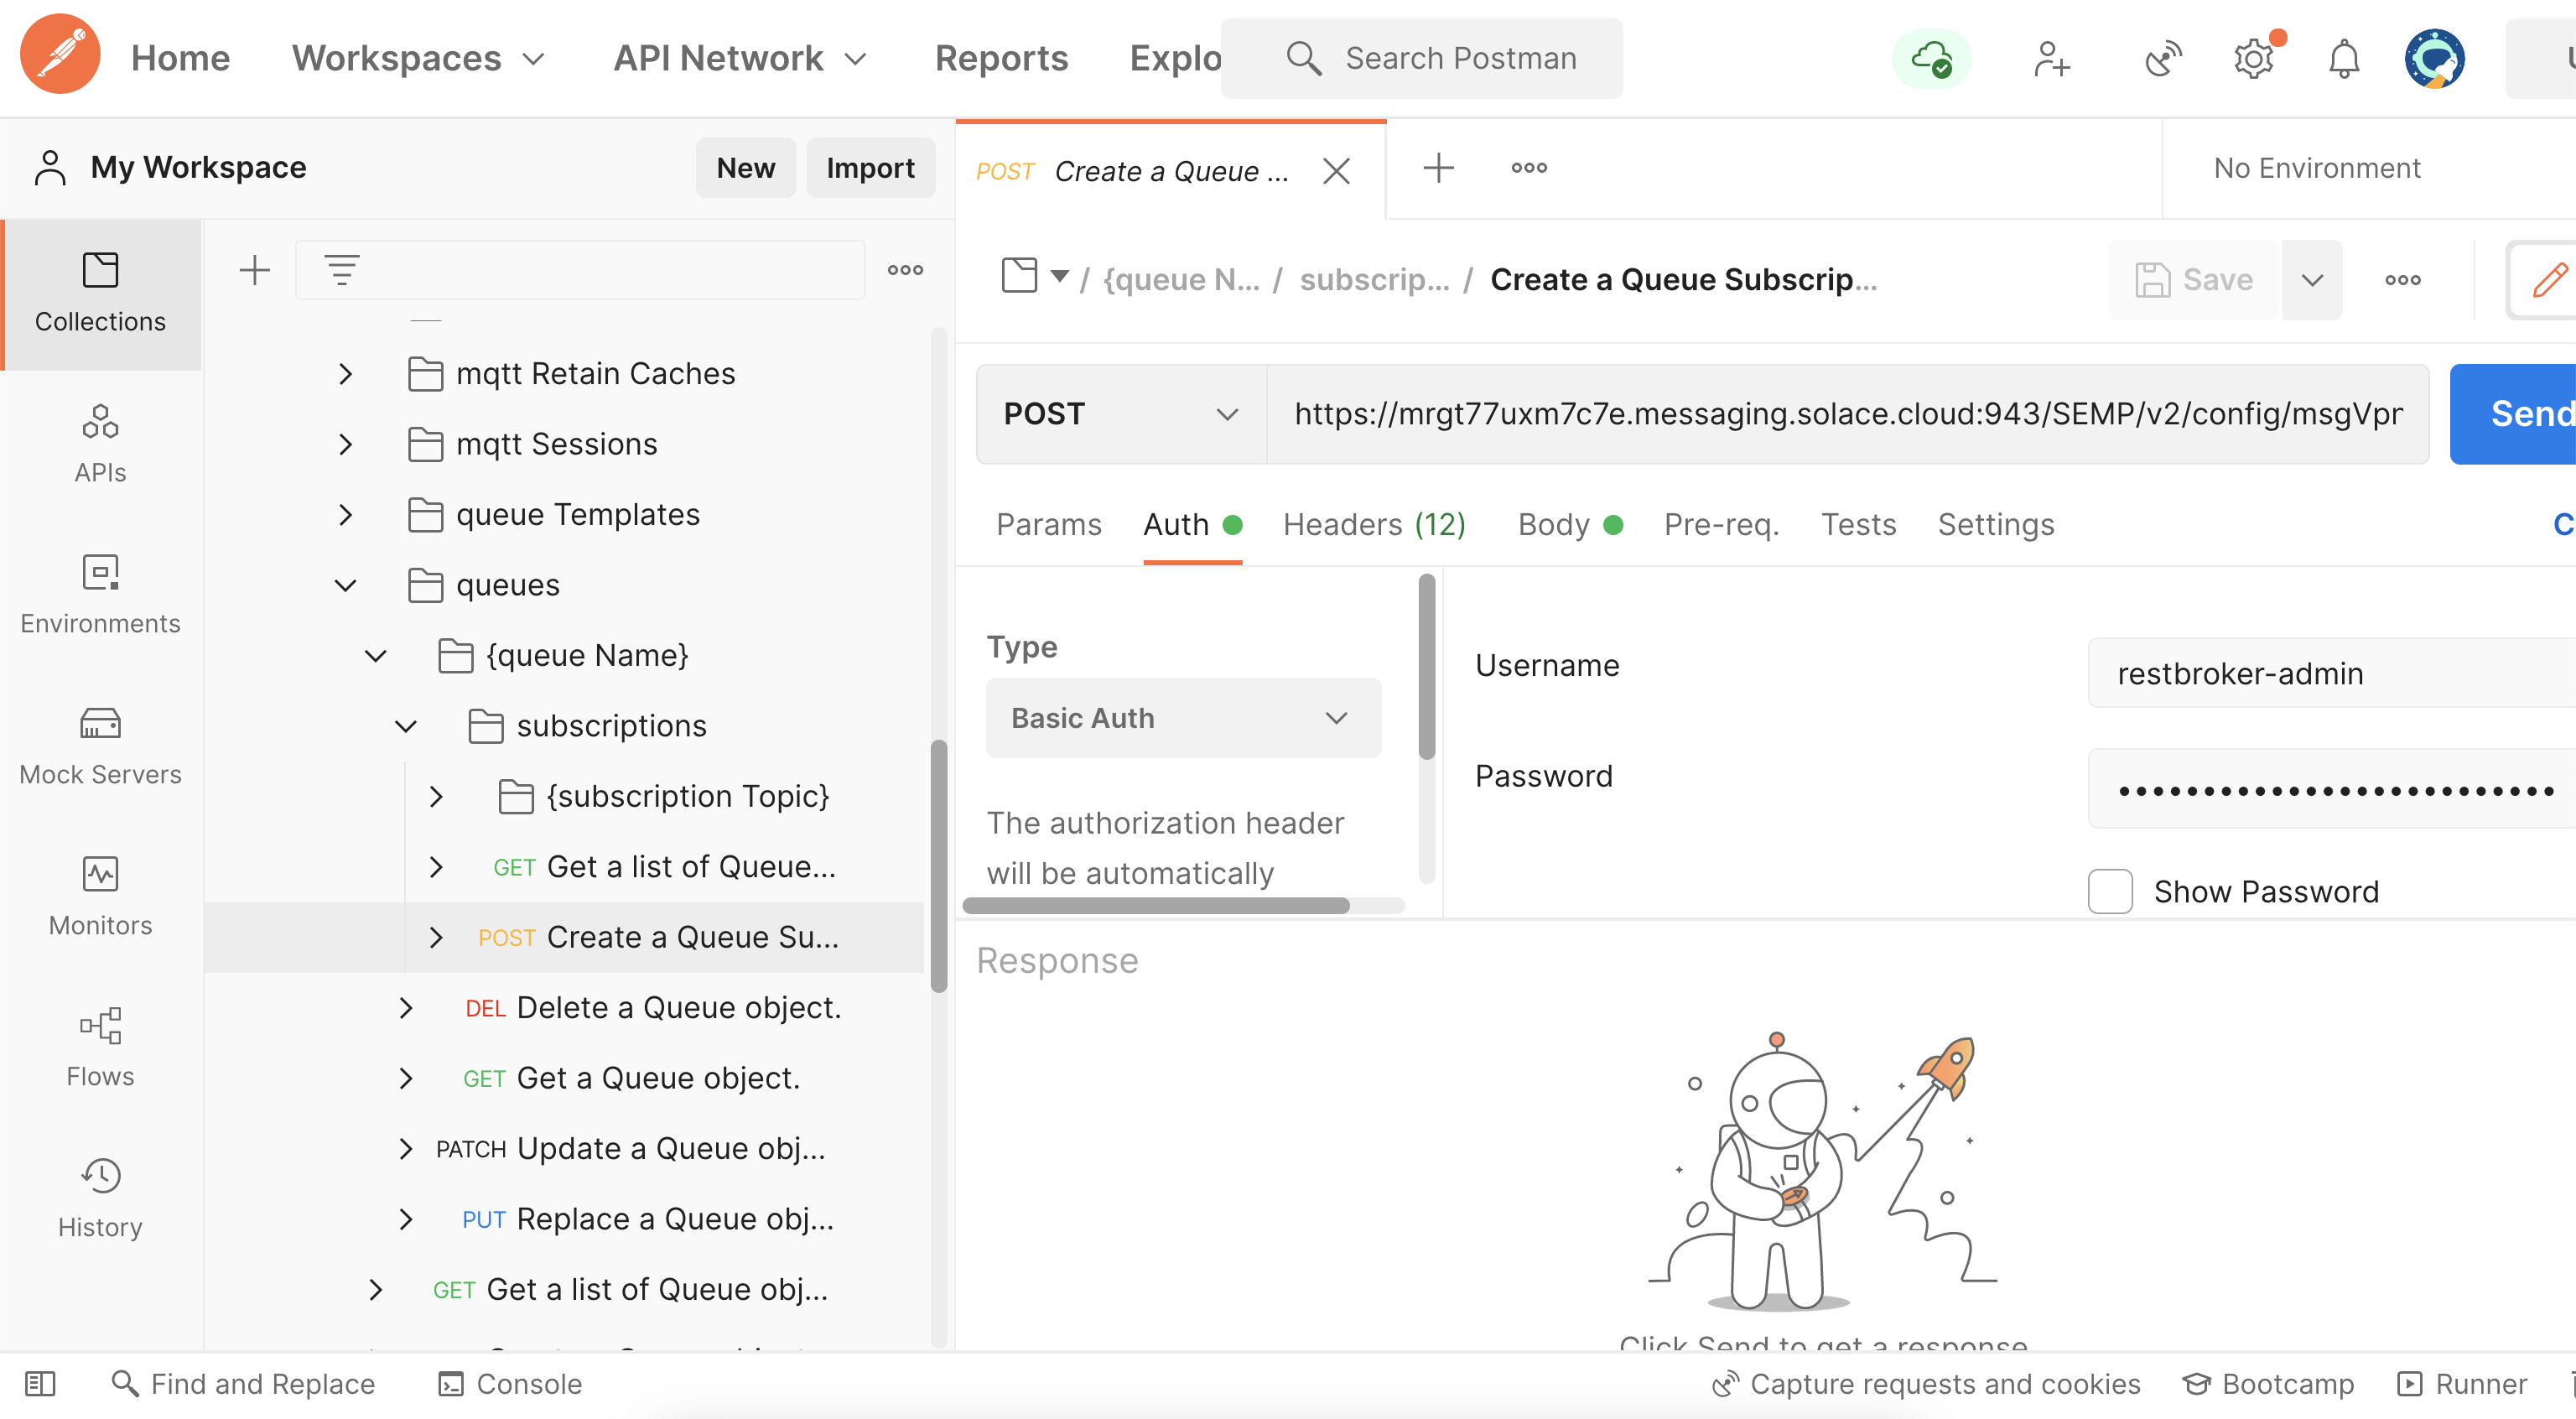 Home Workspaces API Network Reports Explo Search Postman
My Workspace New Import
POST Create a Queue ... No Environment
Collections
APIs
Environments
Mock Servers
Monitors
Flows
History
mqtt Retain Caches
mqtt Sessions
queue Templates
queues
{queue Name}
subscriptions
{subscription Topic}
GET Get a list of Queue...
POST Create a Queue Su...
DEL Delete a Queue object.
GET Get a Queue object.
PATCH Update a Queue obj...
PUT Replace a Queue obj...
GET Get a list of Queue obj...
/ {queue N... / subscrip... / Create a Queue Subscrip... Save
POST https://mrgt77uxm7c7e.messaging.solace.cloud:943/SEMP/v2/config/msgVpn Send
Params Auth Headers (12) Body Pre-req. Tests Settings C
Type
Basic Auth
The authorization header
will be automatically
Username restbroker-admin
Password ••••••••••••••••••••••••••
Show Password
Response
Click Send to get a response
Find and Replace Console Capture requests and cookies Bootcamp Runner